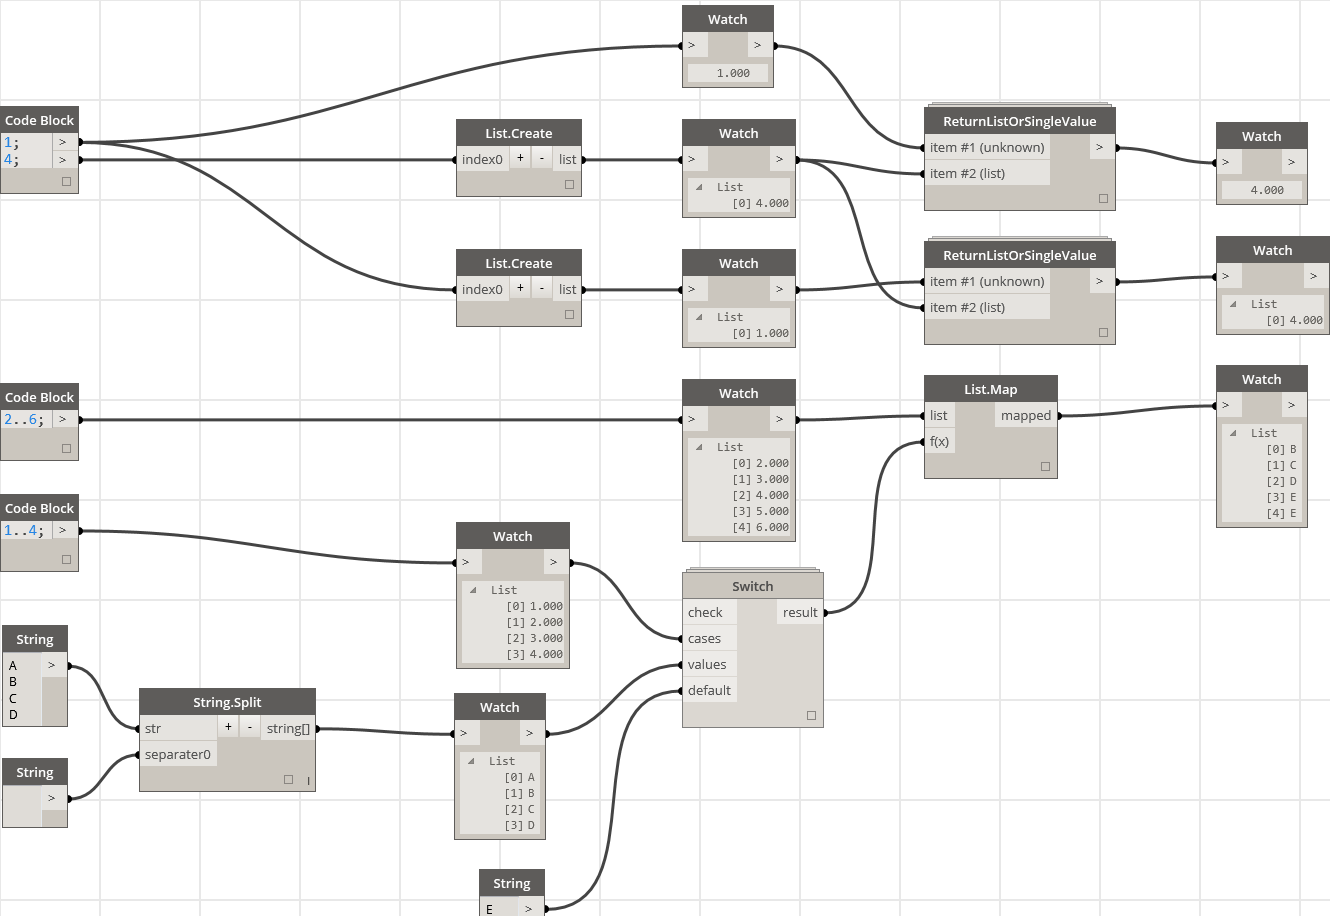 Watch
>
>
1.000
Code Block
1; >
4; >
List.Create
index0 + - list
Watch
> >
List
[0] 4.000
ReturnListOrSingleValue
item #1 (unknown) >
item #2 (list)
Watch
> >
4.000
List.Create
index0 + - list
Watch
> >
List
[0] 1.000
ReturnListOrSingleValue
item #1 (unknown) >
item #2 (list)
Watch
> >
List
[0] 4.000
Code Block
2..6; >
Watch
> >
List
[0] 2.000
[1] 3.000
[2] 4.000
[3] 5.000
[4] 6.000
List.Map
list mapped
f(x)
Watch
> >
List
[0] B
[1] C
[2] D
[3] E
[4] E
Code Block
1..4; >
Watch
> >
List
[0] 1.000
[1] 2.000
[2] 3.000
[3] 4.000
Switch
check result
cases
values
default
String
A >
B
C
D
String
>
String.Split
str + - string[]
separater0
Watch
> >
List
[0] A
[1] B
[2] C
[3] D
String
E >